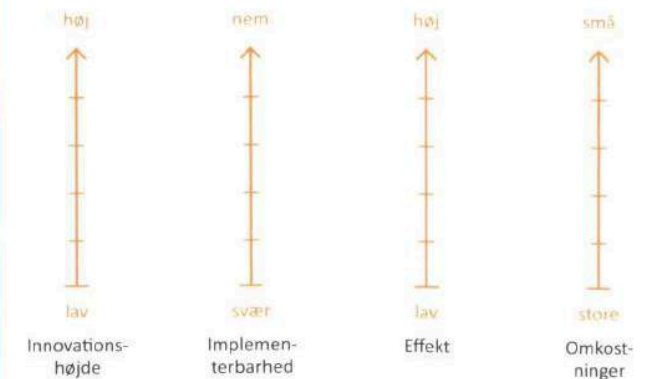 høj nem høj små
lav svær lav store
Innovations- Implemen- Effekt Omkost-
højde terbarhed ninger